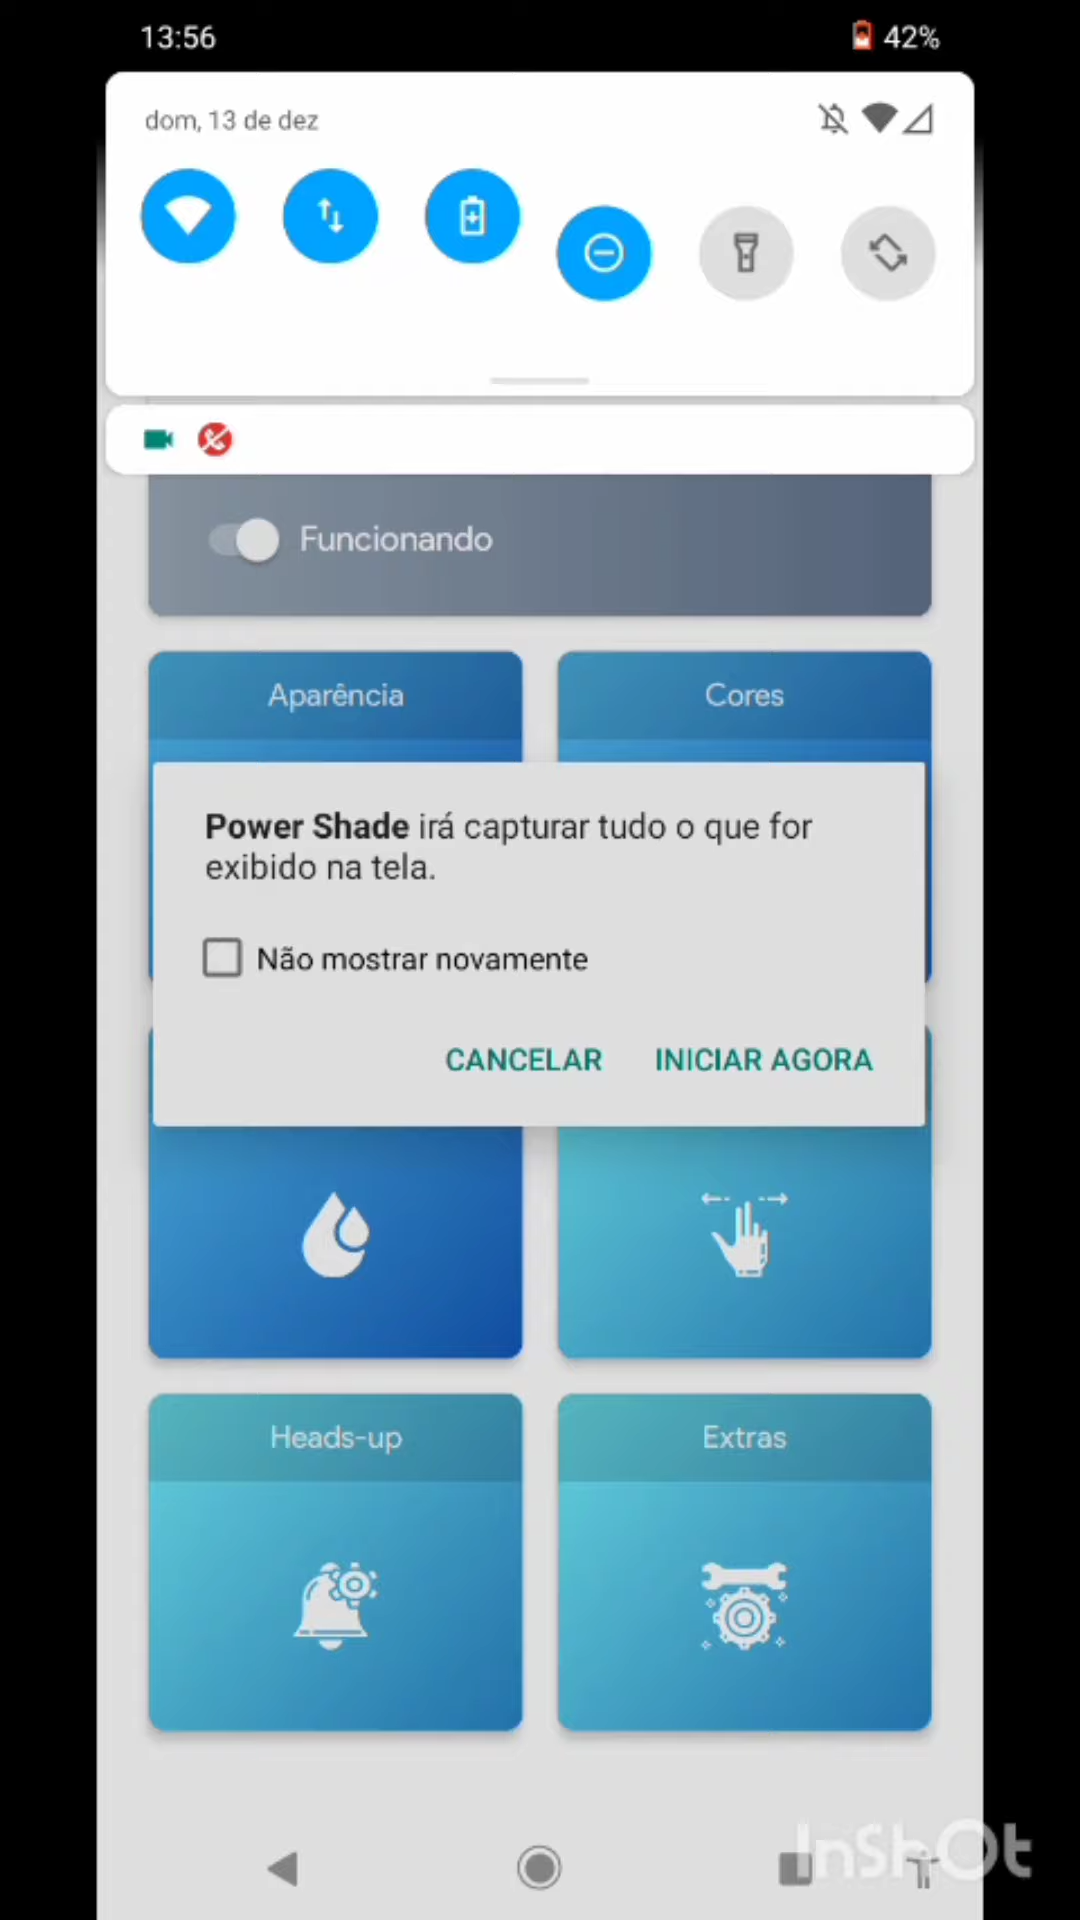 13:56
42%
dom, 13 de dez
Funcionando
Aparência
Cores
Power Shade irá capturar tudo o que for
exibido na tela.
Não mostrar novamente
CANCELAR
INICIAR AGORA
Heads-up
Extras
InShOt